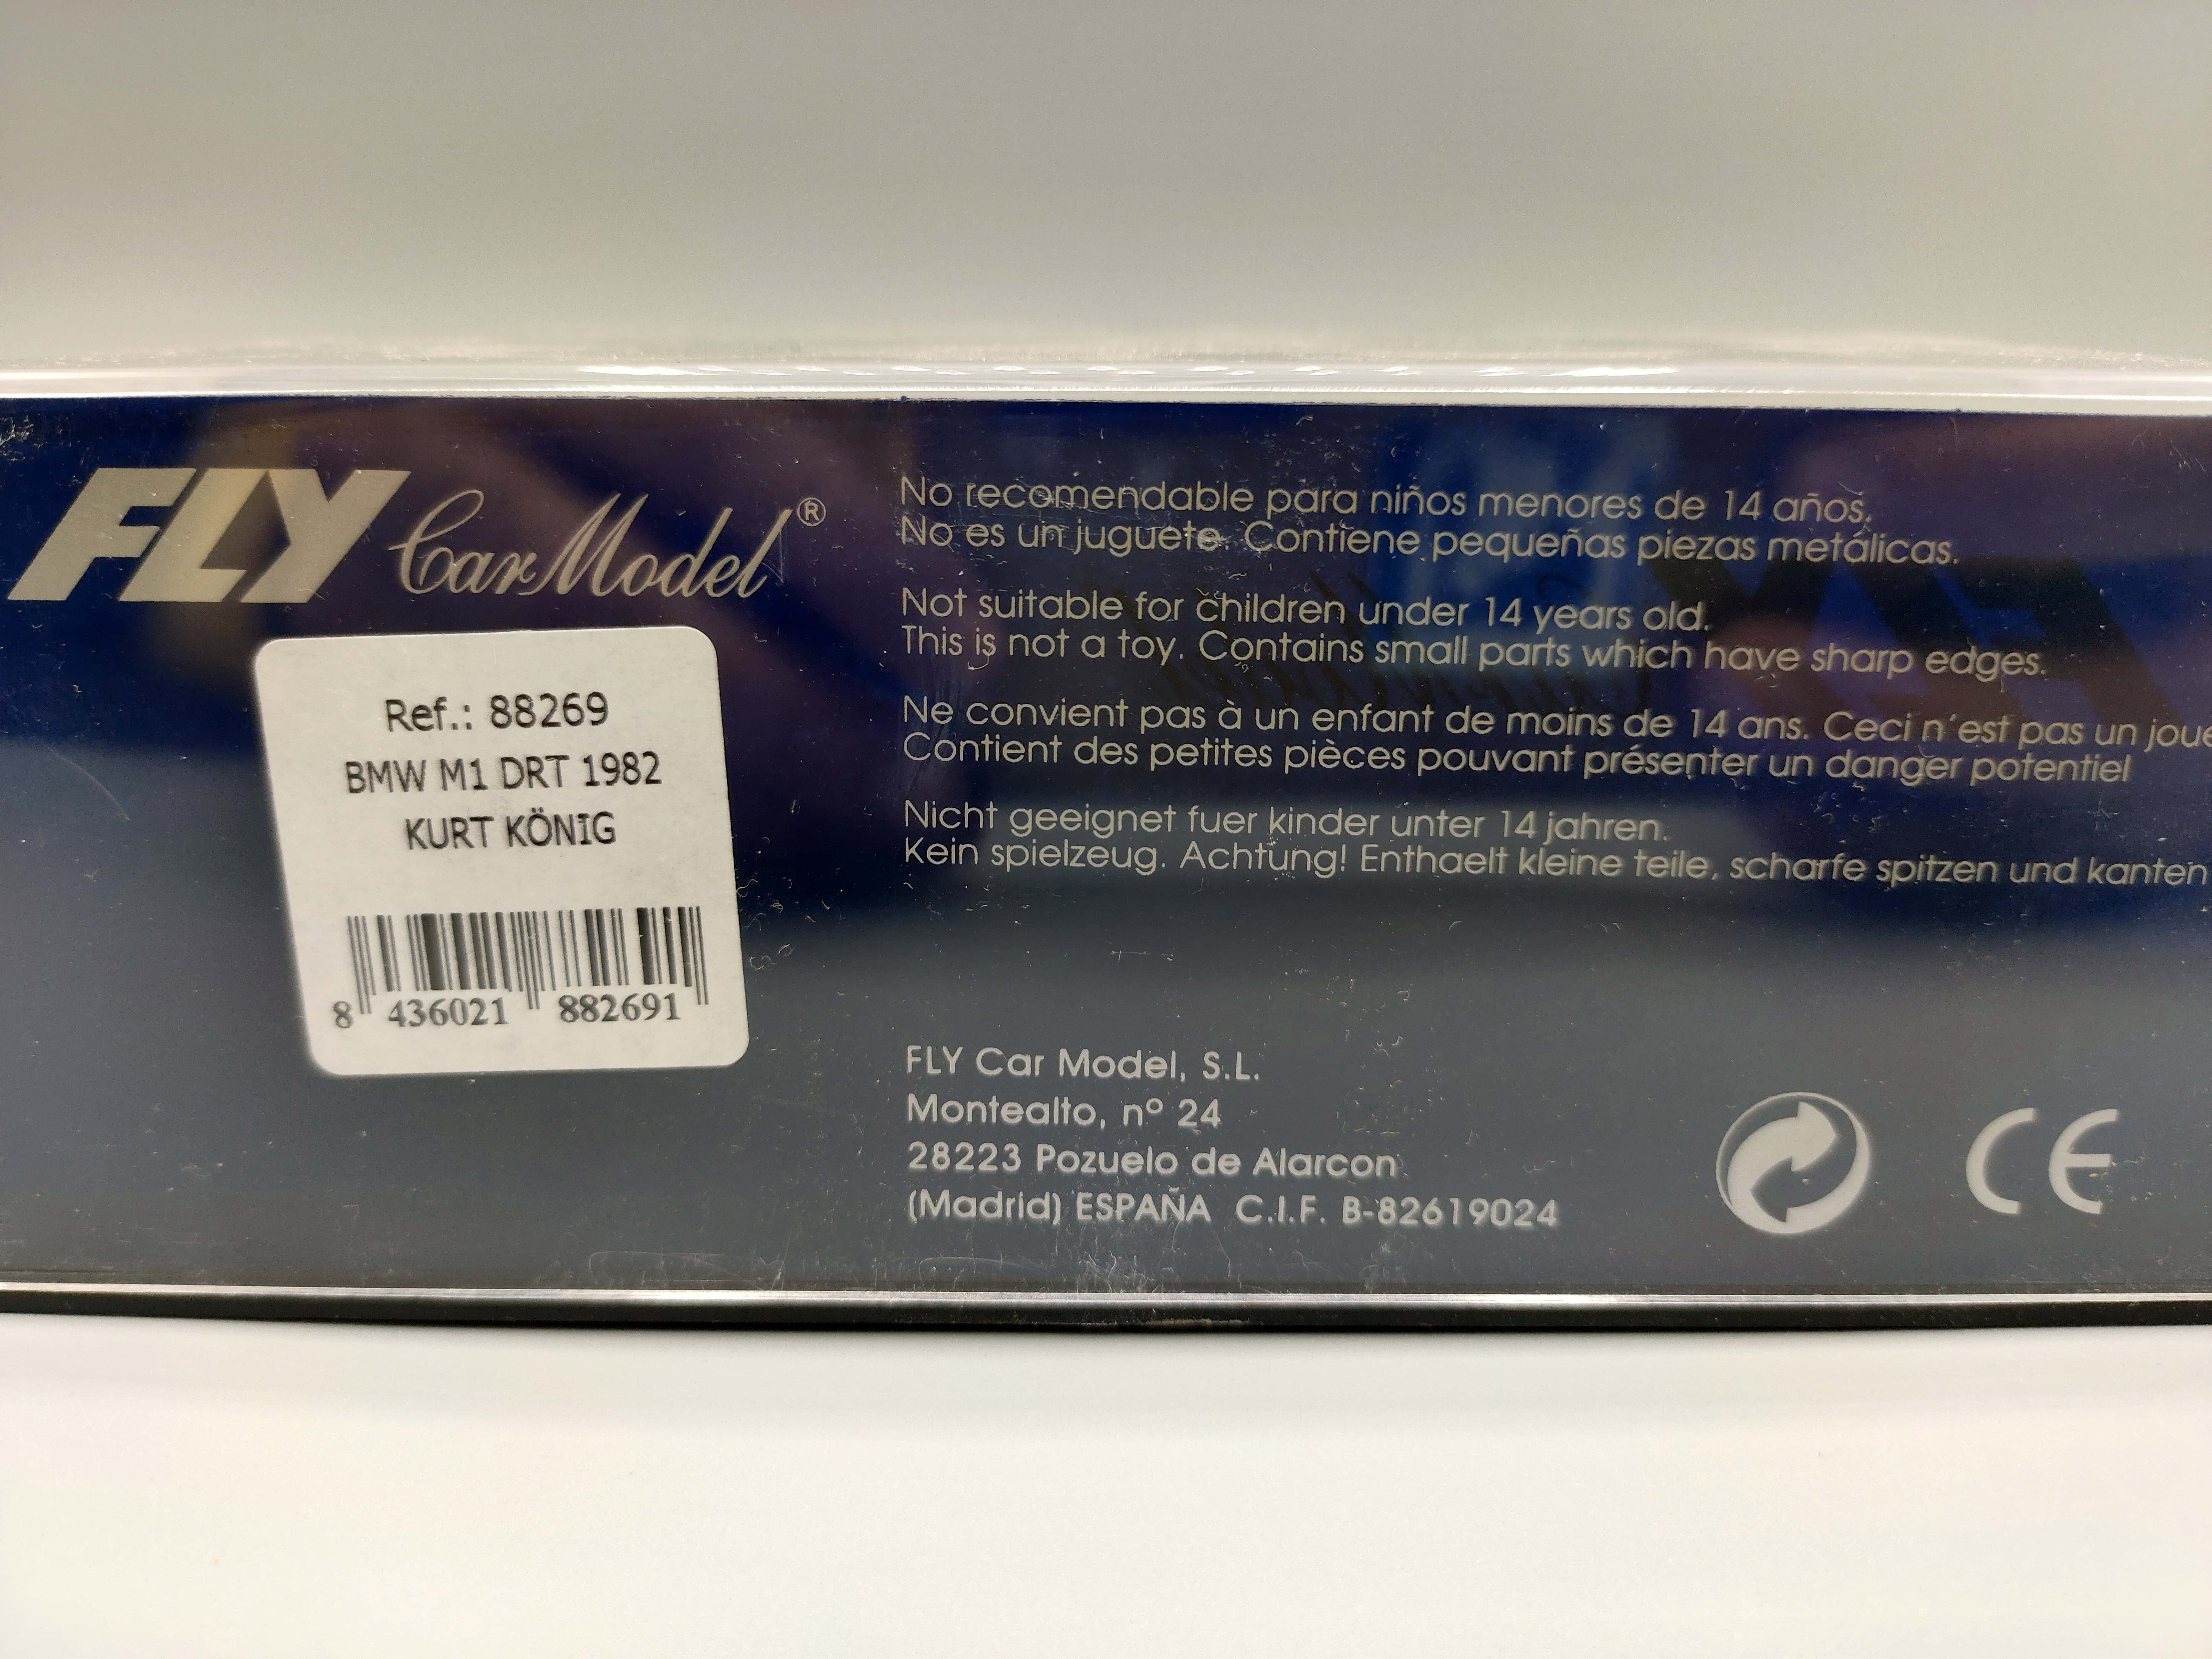 FLY Car Model ®
Ref.: 88269
BMW M1 DRT 1982
KURT KÖNIG
8 436021 882691
No recomendable para niños menores de 14 años.
No es un juguete. Contiene pequeñas piezas metálicas.
Not suitable for children under 14 years old.
This is not a toy. Contains small parts which have sharp edges.
Ne convient pas à un enfant de moins de 14 ans. Ceci n'est pas un joue
Contient des petites pièces pouvant présenter un danger potentiel
Nicht geeignet fuer kinder unter 14 jahren.
Kein spielzeug. Achtung! Enthaelt kleine teile, scharfe spitzen und kanten
FLY Car Model, S.L.
Montealto, nº 24
28223 Pozuelo de Alarcon
(Madrid) ESPAÑA C.I.F. B-82619024
CE